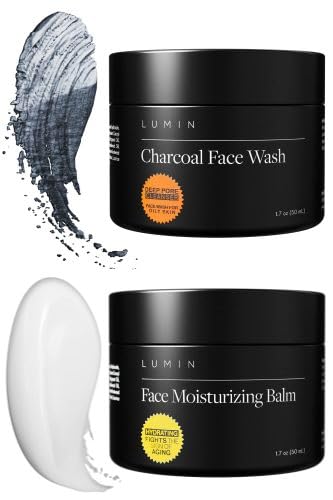 LUMIN
Charcoal Face Wash
DEEP PORE
CLEANSER
FACE WASH FOR
OILY SKIN
1.7 oz (50 mL)
LUMIN
Face Moisturizing Balm
HYDRATING
FIGHTS THE
SIGN OF
AGING
1.7 oz (50 mL)